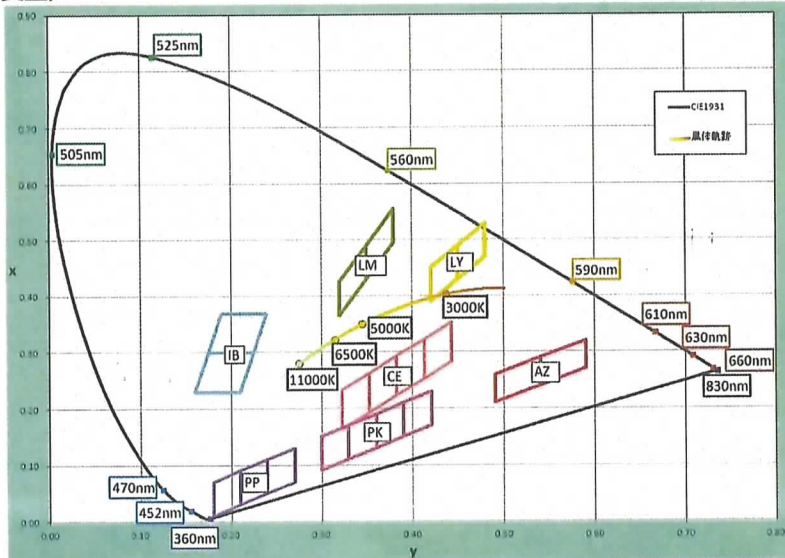 0.90
525nm
0.80
CIE1931
黒体軌跡
0.70
505nm
560nm
0.60
0.50
LM
LY
590nm
x
0.40
3000K
610nm
5000K
630nm
0.30
IB
6500K
660nm
11000K
CE
AZ
830nm
0.20
PK
0.10
PP
470nm
452nm
0.00
360nm
0.00 0.10 0.20 0.30 0.40 0.50 0.60 0.70 0.80
y